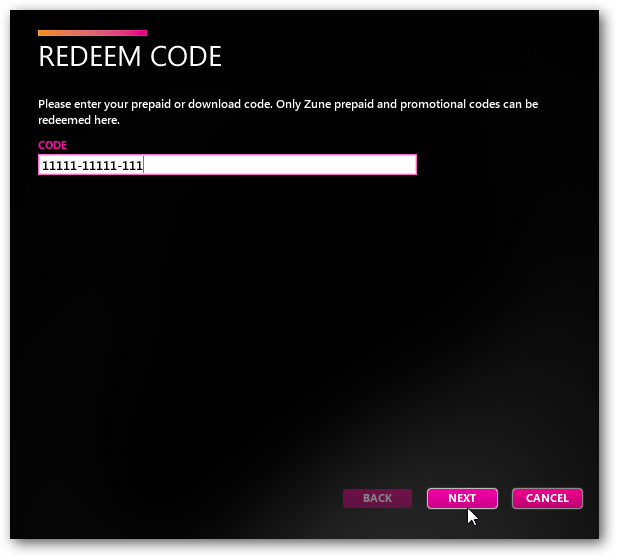 REDEEM CODE
Please enter your prepaid or download code. Only Zune prepaid and promotional codes can be
redeemed here.
CODE
11111-11111-111
BACK NEXT CANCEL